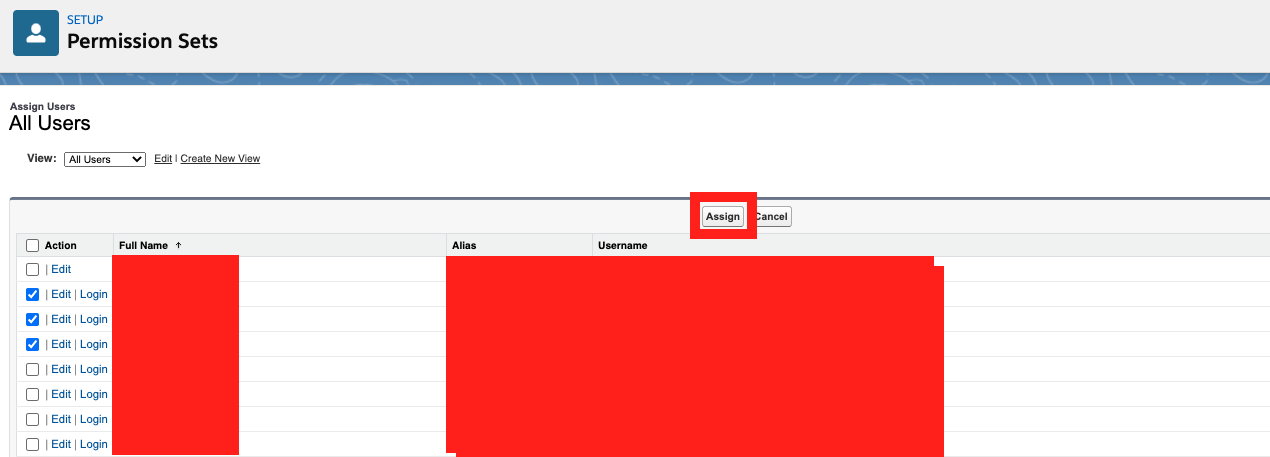 SETUP
Permission Sets
Assign Users
All Users
View: All Users Edit | Create New View
Assign Cancel
Action Full Name ↑ Alias Username
| Edit
| Edit | Login
| Edit | Login
| Edit | Login
| Edit | Login
| Edit | Login
| Edit | Login
| Edit | Login